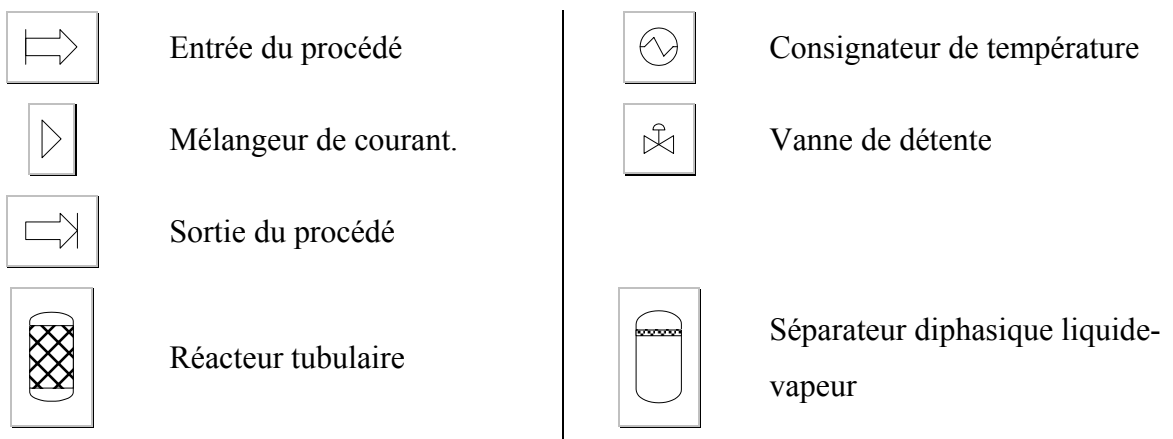 Entrée du procédé
Mélangeur de courant.
Sortie du procédé
Réacteur tubulaire
Consignateur de température
Vanne de détente
Séparateur diphasique liquide-
vapeur